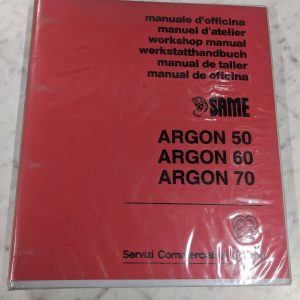 manuale d'officina
manuel d'atelier
workshop manual
werkstatthandbuch
manual de taller
manual de oficina
SAME
ARGON 50
ARGON 60
ARGON 70
Servizi Commerciali